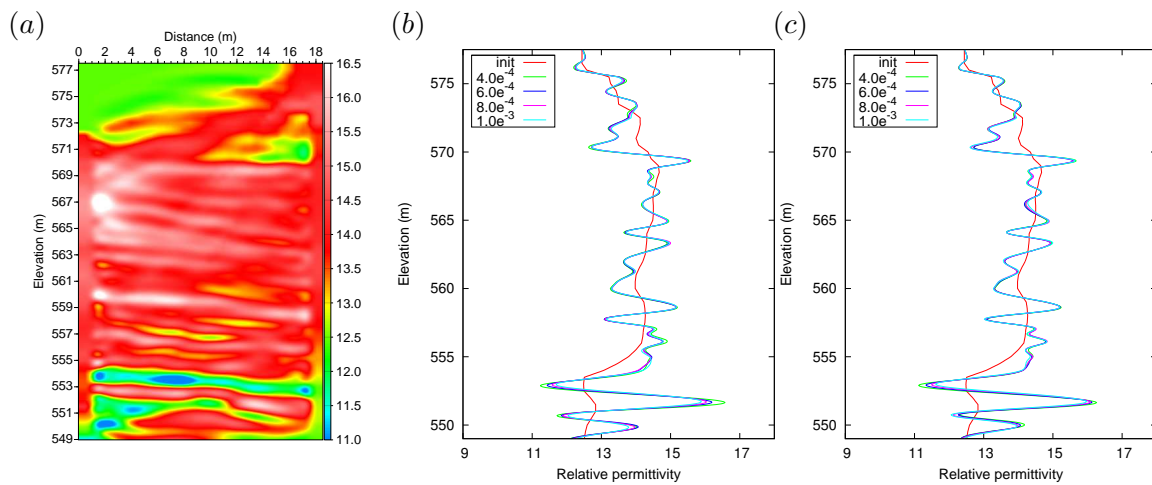 (a)
Distance (m)
0 2 4 6 8 10 12 14 16 18
Elevation (m)
577
575
573
571
569
567
565
563
561
559
557
555
553
551
549
16.5
16.0
15.5
15.0
14.5
14.0
13.5
13.0
12.5
12.0
11.5
11.0
(b)
init
4.0e-4
6.0e-4
8.0e-4
1.0e-3
Elevation (m)
575
570
565
560
555
550
9 11 13 15 17
Relative permittivity
(c)
init
4.0e-4
6.0e-4
8.0e-4
1.0e-3
Elevation (m)
575
570
565
560
555
550
9 11 13 15 17
Relative permittivity